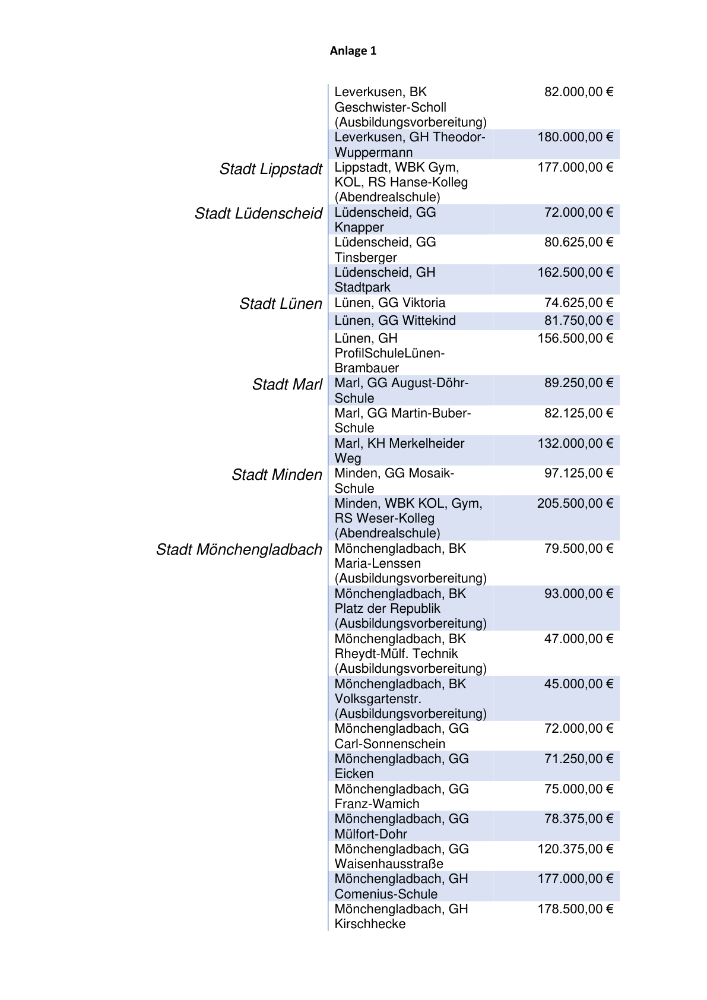 Anlage 1
Leverkusen, BK 82.000,00 €
Geschwister-Scholl
(Ausbildungsvorbereitung)
Leverkusen, GH Theodor- 180.000,00 €
Wuppermann
Stadt Lippstadt Lippstadt, WBK Gym, 177.000,00 €
KOL, RS Hanse-Kolleg
(Abendrealschule)
Stadt Lüdenscheid Lüdenscheid, GG 72.000,00 €
Knapper
Lüdenscheid, GG 80.625,00 €
Tinsberger
Lüdenscheid, GH 162.500,00 €
Stadtpark
Stadt Lünen Lünen, GG Viktoria 74.625,00 €
Lünen, GG Wittekind 81.750,00 €
Lünen, GH 156.500,00 €
ProfilSchuleLünen-
Brambauer
Stadt Marl Marl, GG August-Döhr- 89.250,00 €
Schule
Marl, GG Martin-Buber- 82.125,00 €
Schule
Marl, KH Merkelheider 132.000,00 €
Weg
Stadt Minden Minden, GG Mosaik- 97.125,00 €
Schule
Minden, WBK KOL, Gym, 205.500,00 €
RS Weser-Kolleg
(Abendrealschule)
Stadt Mönchengladbach Mönchengladbach, BK 79.500,00 €
Maria-Lenssen
(Ausbildungsvorbereitung)
Mönchengladbach, BK 93.000,00 €
Platz der Republik
(Ausbildungsvorbereitung)
Mönchengladbach, BK 47.000,00 €
Rheydt-Mülf. Technik
(Ausbildungsvorbereitung)
Mönchengladbach, BK 45.000,00 €
Volksgartenstr.
(Ausbildungsvorbereitung)
Mönchengladbach, GG 72.000,00 €
Carl-Sonnenschein
Mönchengladbach, GG 71.250,00 €
Eicken
Mönchengladbach, GG 75.000,00 €
Franz-Wamich
Mönchengladbach, GG 78.375,00 €
Mülfort-Dohr
Mönchengladbach, GG 120.375,00 €
Waisenhausstraße
Mönchengladbach, GH 177.000,00 €
Comenius-Schule
Mönchengladbach, GH 178.500,00 €
Kirschhecke